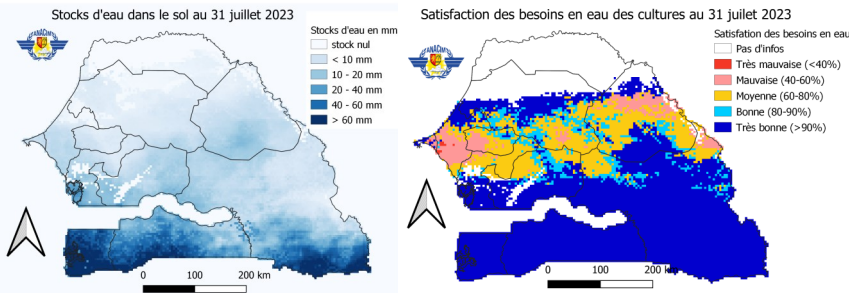 Stocks d'eau dans le sol au 31 juillet 2023
Stocks d'eau en mm
stock nul
< 10 mm
10 - 20 mm
20 - 40 mm
40 - 60 mm
> 60 mm
ANACIM
0 100 200 km
Satisfaction des besoins en eau des cultures au 31 juilet 2023
Satisfation des besoins en eau
Pas d'infos
Très mauvaise (<40%)
Mauvaise (40-60%)
Moyenne (60-80%)
Bonne (80-90%)
Très bonne (>90%)
ANACIM
0 100 200 km